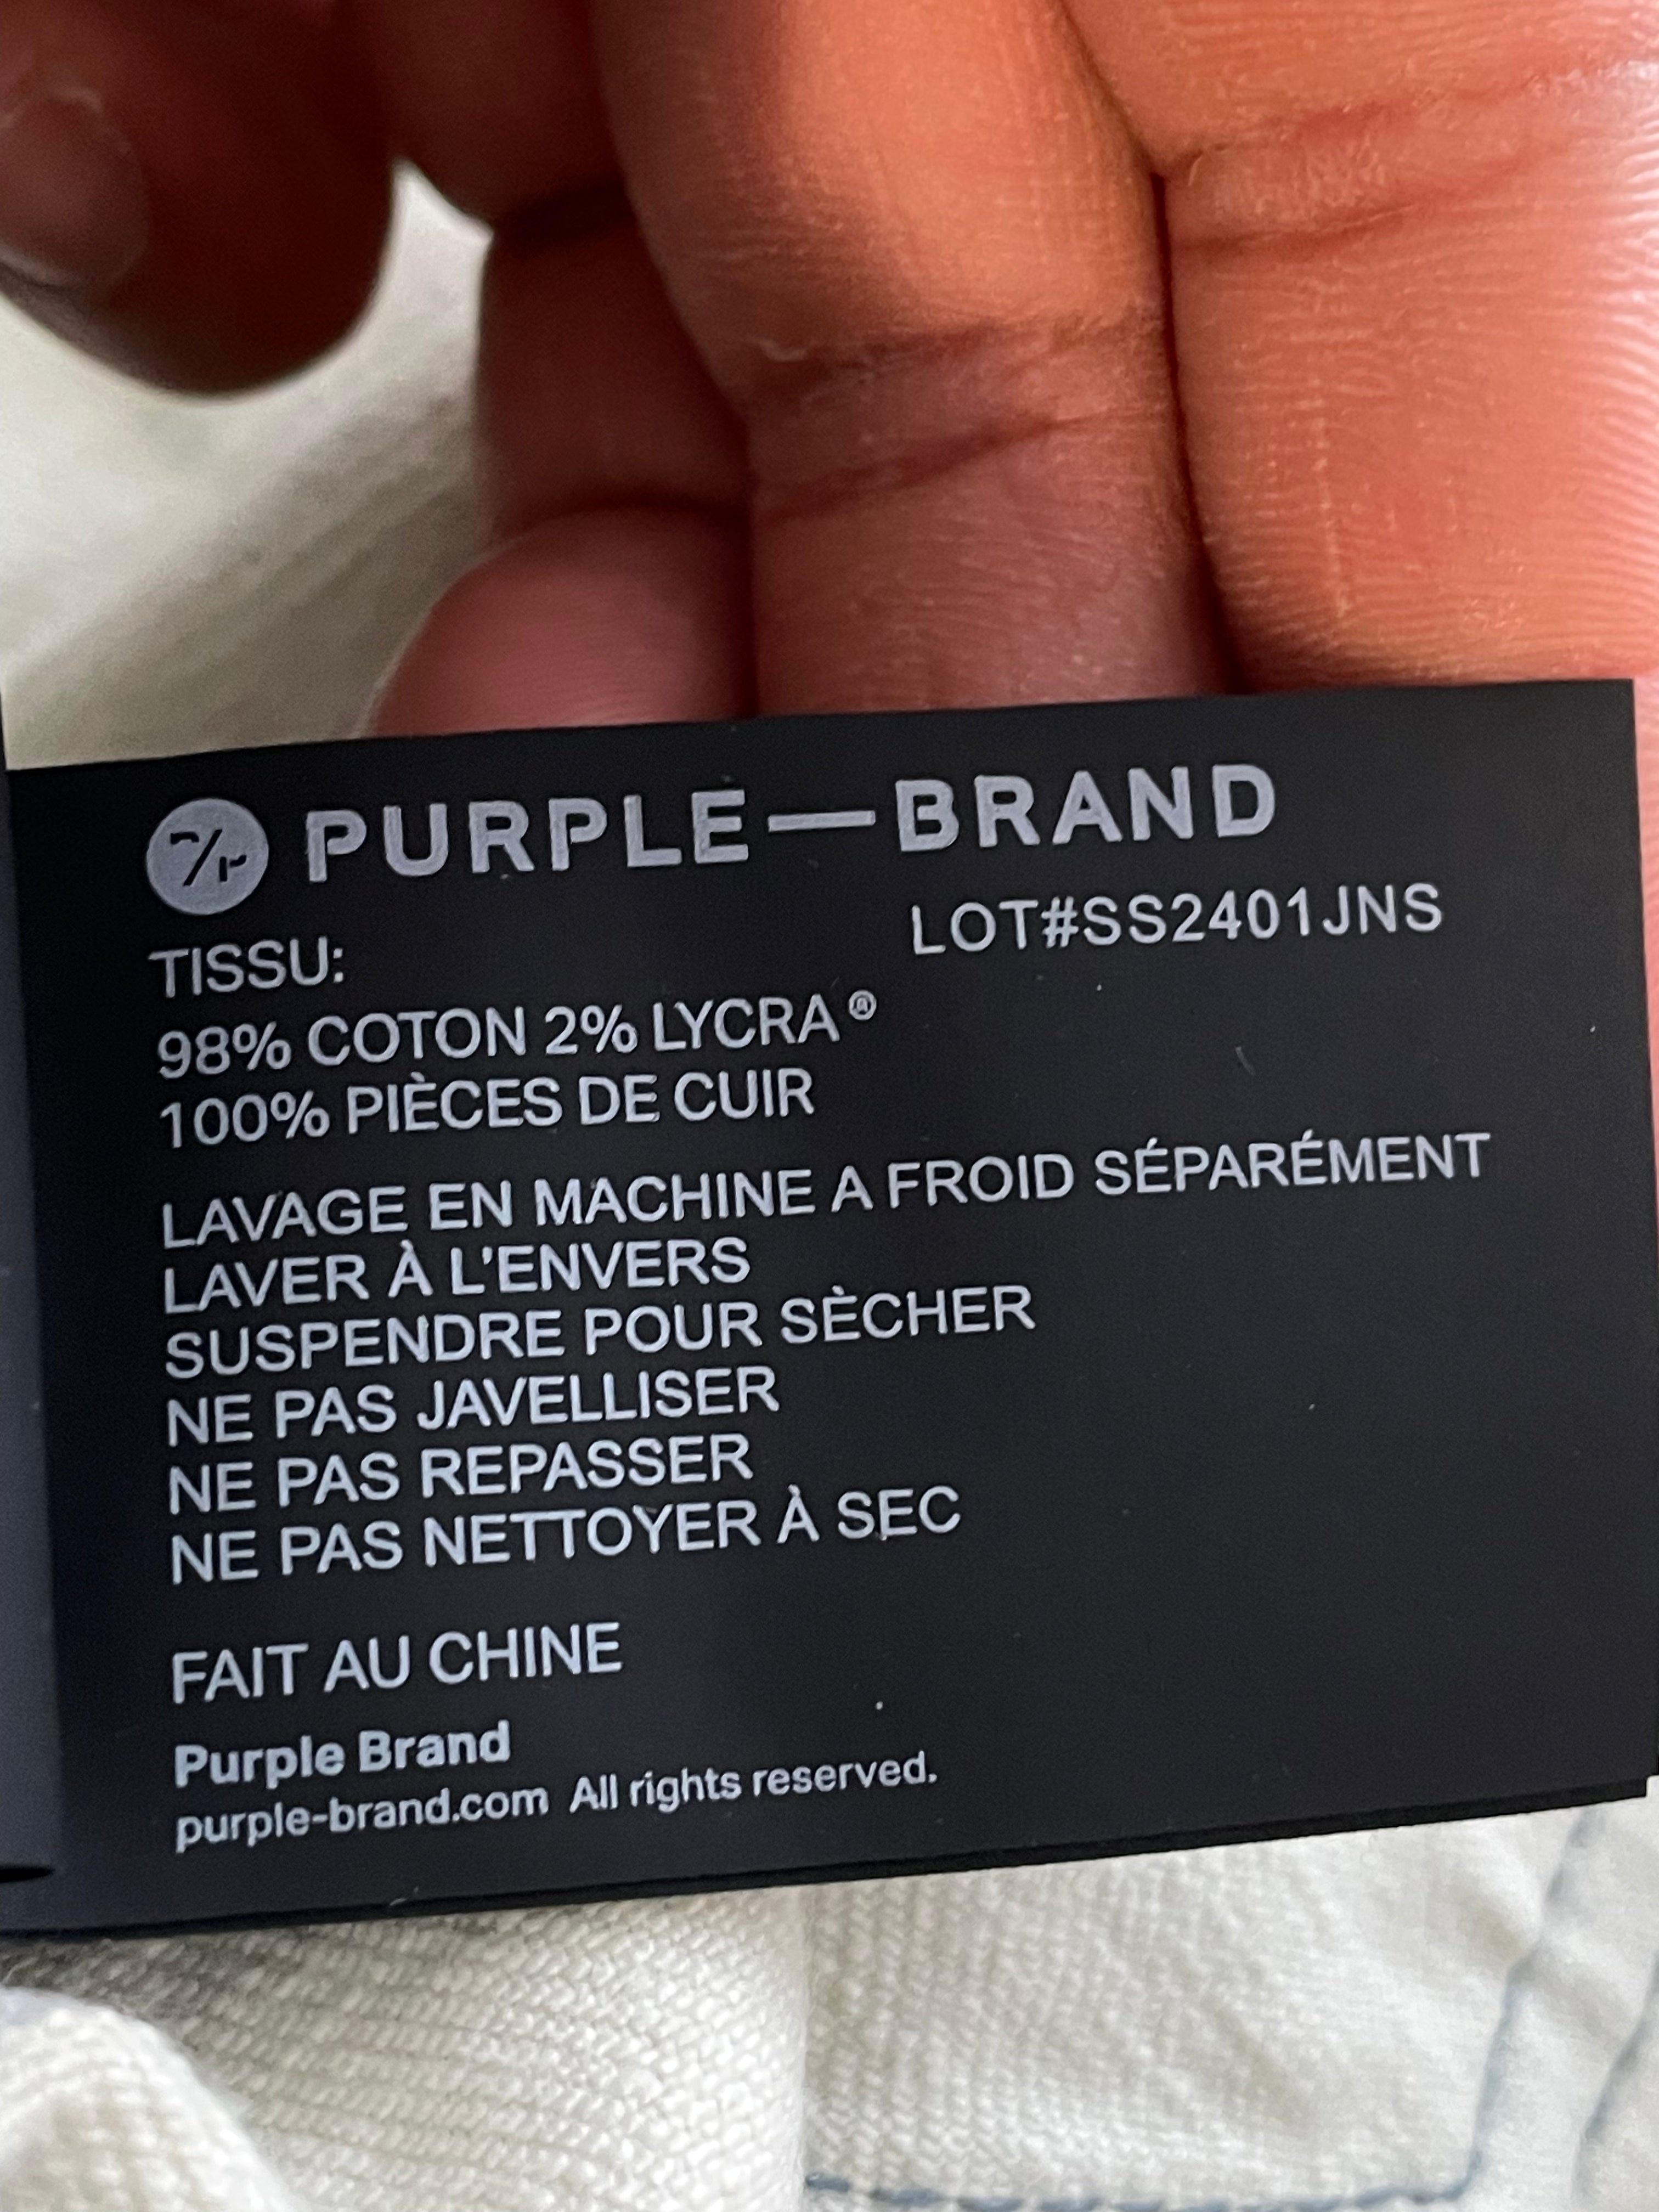 PURPLE—BRAND
LOT#SS2401JNS
TISSU:
98% COTON 2% LYCRA®
100% PIÈCES DE CUIR
LAVAGE EN MACHINE A FROID SÉPARÉMENT
LAVER À L'ENVERS
SUSPENDRE POUR SÈCHER
NE PAS JAVELLISER
NE PAS REPASSER
NE PAS NETTOYER À SEC
FAIT AU CHINE
Purple Brand
purple-brand.com All rights reserved.